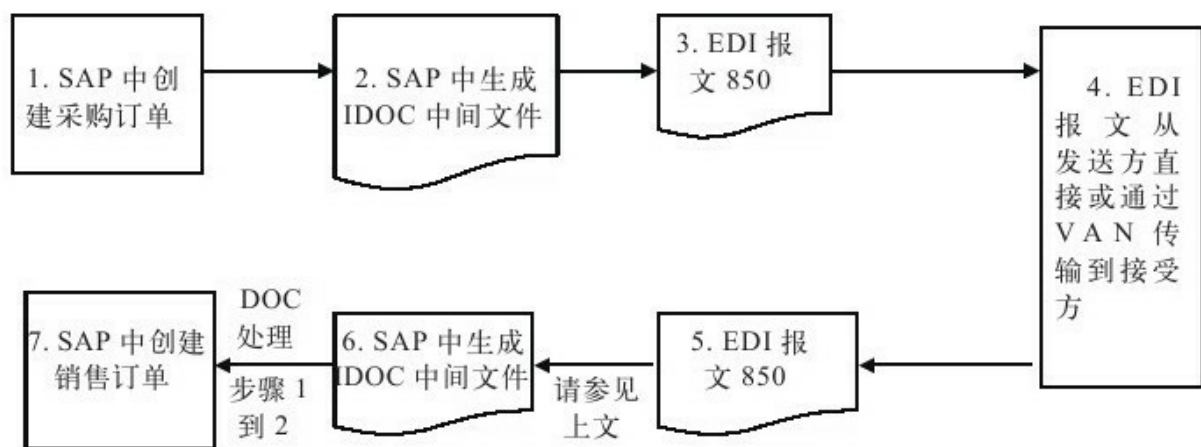 1. SAP 中创
建采购订单
2. SAP 中生成
IDOC 中间文件
3. EDI 报
文 850
4. EDI
报文从
发送方直
接或通过
VAN 传
输到接受
方
5. EDI 报
文 850
请参见
上文
6. SAP 中生成
IDOC 中间文件
DOC
处理
步骤 1
到 2
7. SAP 中创建
销售订单